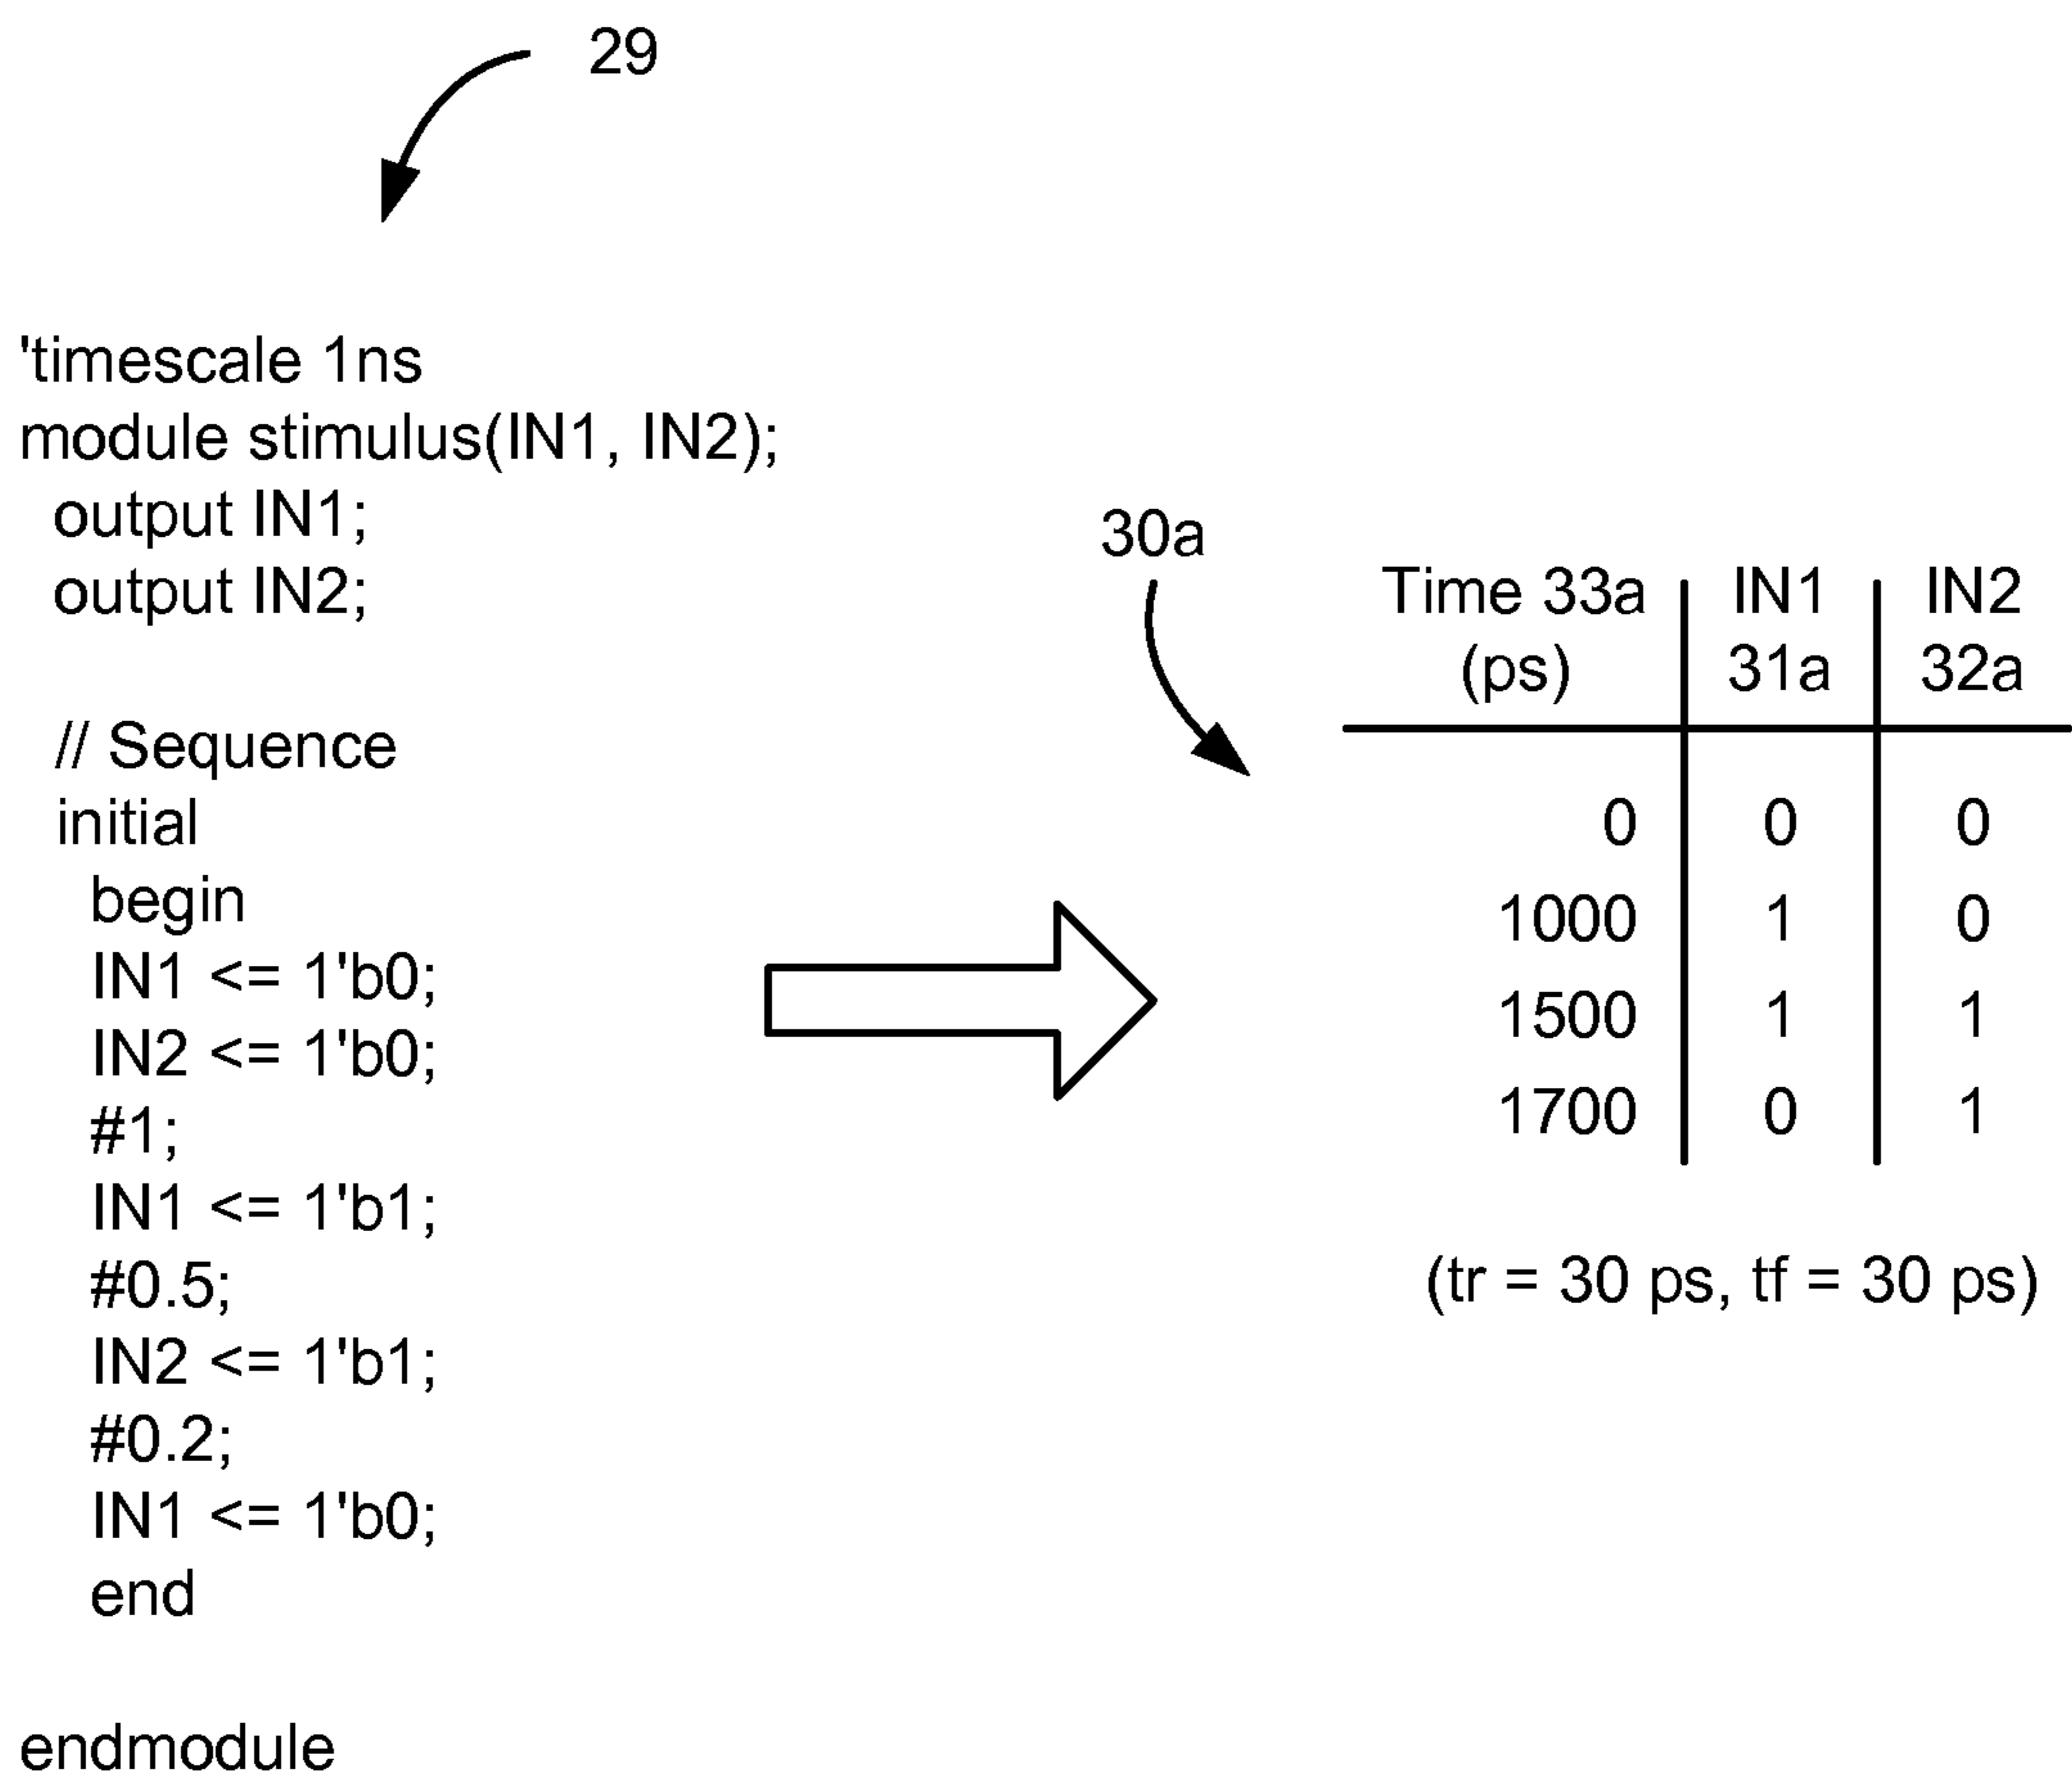 29
'timescale 1ns
module stimulus(IN1, IN2);
output IN1;
output IN2;
// Sequence
initial
begin
IN1 <= 1'b0;
IN2 <= 1'b0;
#1;
IN1 <= 1'b1;
#0.5;
IN2 <= 1'b1;
#0.2;
IN1 <= 1'b0;
end
endmodule
30a
Time 33a IN1 IN2
(ps) 31a 32a
0 0 0
1000 1 0
1500 1 1
1700 0 1
(tr = 30 ps, tf = 30 ps)